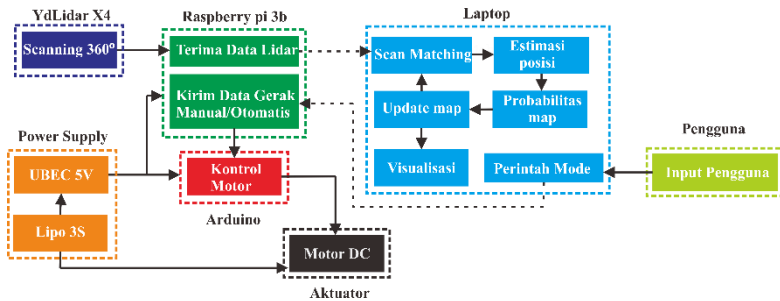 YdLidar X4
Scanning 360°
Raspberry pi 3b
Terima Data Lidar
Kirim Data Gerak
Manual/Otomatis
Laptop
Scan Matching
Estimasi
posisi
Update map
Probabilitas
map
Visualisasi
Perintah Mode
Pengguna
Input Pengguna
Power Supply
UBEC 5V
Lipo 3S
Kontrol
Motor
Arduino
Motor DC
Aktuator